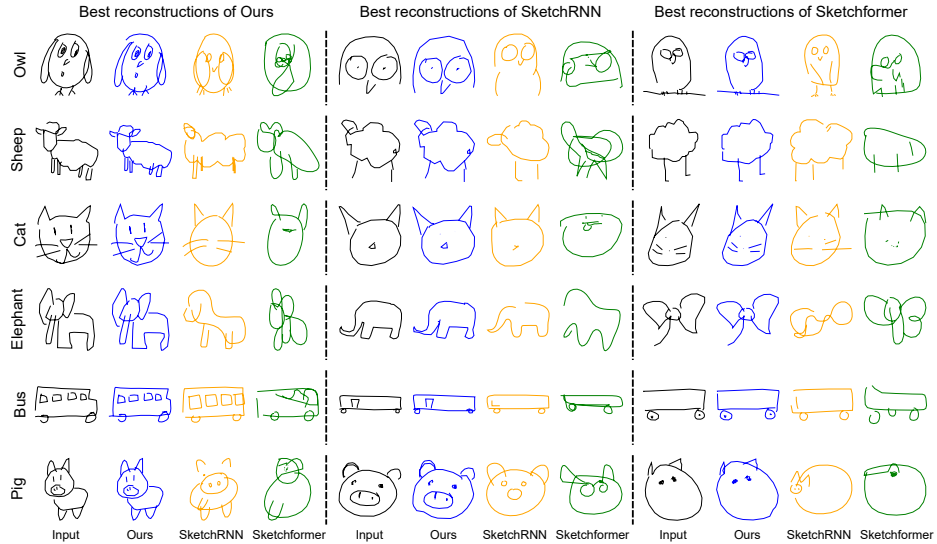 Best reconstructions of Ours
Best reconstructions of SketchRNN
Best reconstructions of Sketchformer
Owl
Sheep
Cat
Elephant
Bus
Pig
Input Ours SketchRNN Sketchformer Input Ours SketchRNN Sketchformer Input Ours SketchRNN Sketchformer